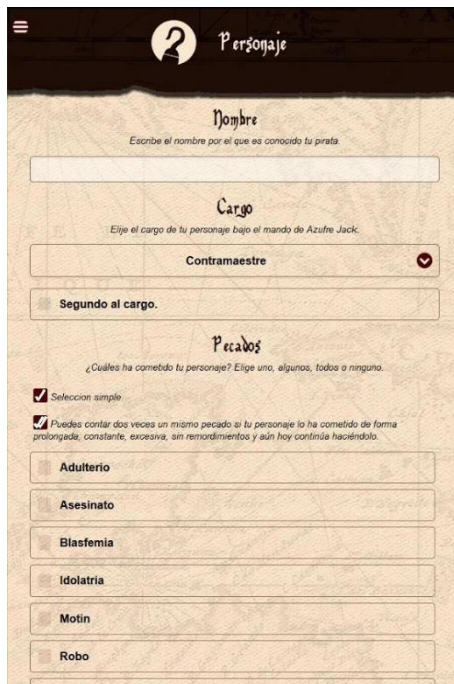 Personaje
Nombre
Escribe el nombre por el que es conocido tu pirata.
Cargo
Elije el cargo de tu personaje bajo el mando de Azufre Jack.
Contramaestre
Segundo al cargo.
Pecados
¿Cuáles ha cometido tu personaje? Elige uno, algunos, todos o ninguno.
Seleccion simple
Puedes contar dos veces un mismo pecado si tu personaje lo ha cometido de forma
prolongada, constante, excesiva, sin remordimientos y aún hoy continúa haciéndolo.
Adulterio
Asesinato
Blasfemia
Idolatria
Motin
Robo